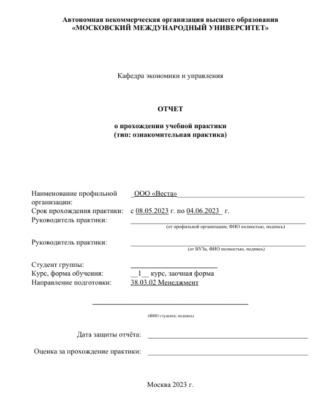 Автономная некоммерческая организация высшего образования
«МОСКОВСКИЙ МЕЖДУНАРОДНЫЙ УНИВЕРСИТЕТ»
Кафедра экономики и управления
ОТЧЕТ
о прохождении учебной практики
(тип: ознакомительная практика)
Наименование профильной организации: ООО «Веста»
Срок прохождения практики: с 08.05.2023 г. по 04.06.2023 г.
Руководитель практики:
(от профильной организации, ФИО полностью, подпись)
Руководитель практики:
(от ВУЗа, ФИО полностью, подпись)
Студент группы:
Курс, форма обучения: __1__ курс, заочная форма
Направление подготовки: 38.03.02 Менеджмент
(ФИО студента, подпись)
Дата защиты отчёта:
Оценка за прохождение практики:
Москва 2023 г.